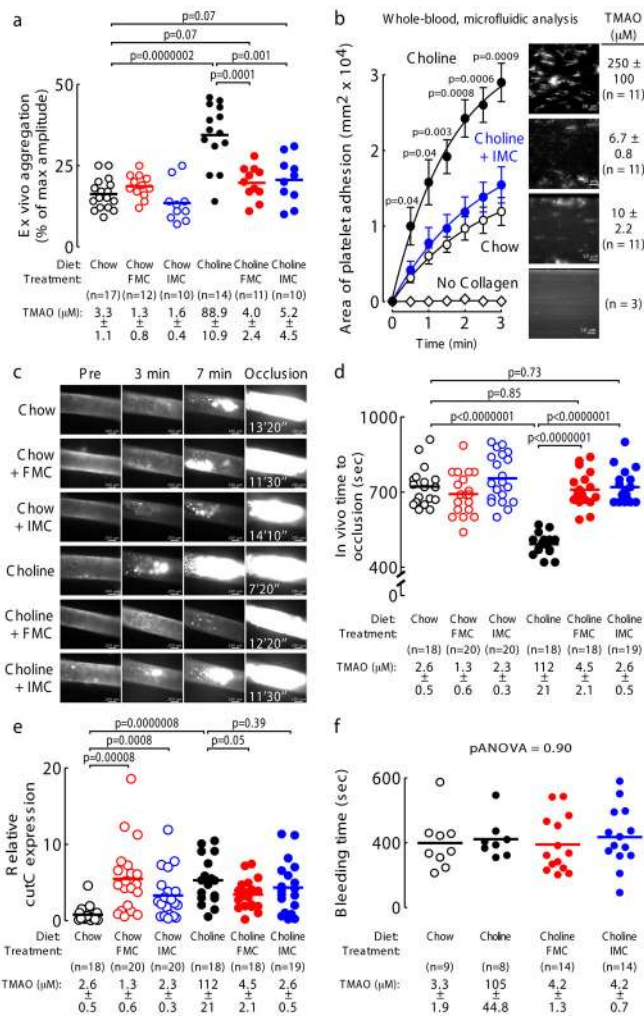 a
p=0.07
p=0.07
p=0.0000002
p=0.001
p=0.0001
Ex vivo aggregation
(% of max amplitude)
50
25
0
Diet: Chow Chow Chow Choline Choline Choline
Treatment: FMC IMC FMC IMC
(n=17) (n=12) (n=10) (n=14) (n=11) (n=10)
TMAO (μM): 3.3 1.3 1.6 88.9 4.0 5.2
± ± ± ± ± ±
1.1 0.8 0.4 10.9 2.4 4.5
b
Whole-blood, microfluidic analysis
TMAO
(μM)
Area of platelet adhesion (mm2 x 10⁴)
3
2
1
0
Choline
p=0.0009
p=0.0006
p=0.0008
p=0.003
p=0.04
p=0.04
Choline
+ IMC
Chow
No Collagen
0 1 2 3
Time (min)
250 ±
100
(n = 11)
6.7 ±
0.8
(n = 11)
10 ±
2.2
(n = 11)
(n = 3)
c
Pre 3 min 7 min Occlusion
Chow
13'20"
Chow
+ FMC
11'30"
Chow
+ IMC
14'10"
Choline
7'20"
Choline
+ FMC
12'20"
Choline
+ IMC
11'30"
d
p=0.73
p=0.85
p<0.0000001
p<0.0000001
p<0.0000001
In vivo time to
occlusion (sec)
1000
700
400
0
Diet: Chow Chow Chow Choline Choline Choline
Treatment: FMC IMC FMC IMC
(n=18) (n=20) (n=20) (n=18) (n=18) (n=19)
TMAO (μM): 2.6 1.3 2.3 112 4.5 2.6
± ± ± ± ± ±
0.5 0.6 0.3 21 2.1 0.5
e
p=0.0000008
p=0.39
p=0.0008
p=0.05
p=0.00008
Relative
cutC expression
20
10
0
Diet: Chow Chow Chow Choline Choline Choline
Treatment: FMC IMC FMC IMC
(n=18) (n=20) (n=20) (n=18) (n=18) (n=19)
TMAO (μM): 2.6 1.3 2.3 112 4.5 2.6
± ± ± ± ± ±
0.5 0.6 0.3 21 2.1 0.5
f
pANOVA = 0.90
Bleeding time (sec)
600
400
0
Diet: Chow Choline Choline Choline
Treatment: FMC IMC
(n=9) (n=8) (n=14) (n=14)
TMAO (μM): 3.3 105 4.2 4.2
± ± ± ±
1.9 44.8 1.3 0.7